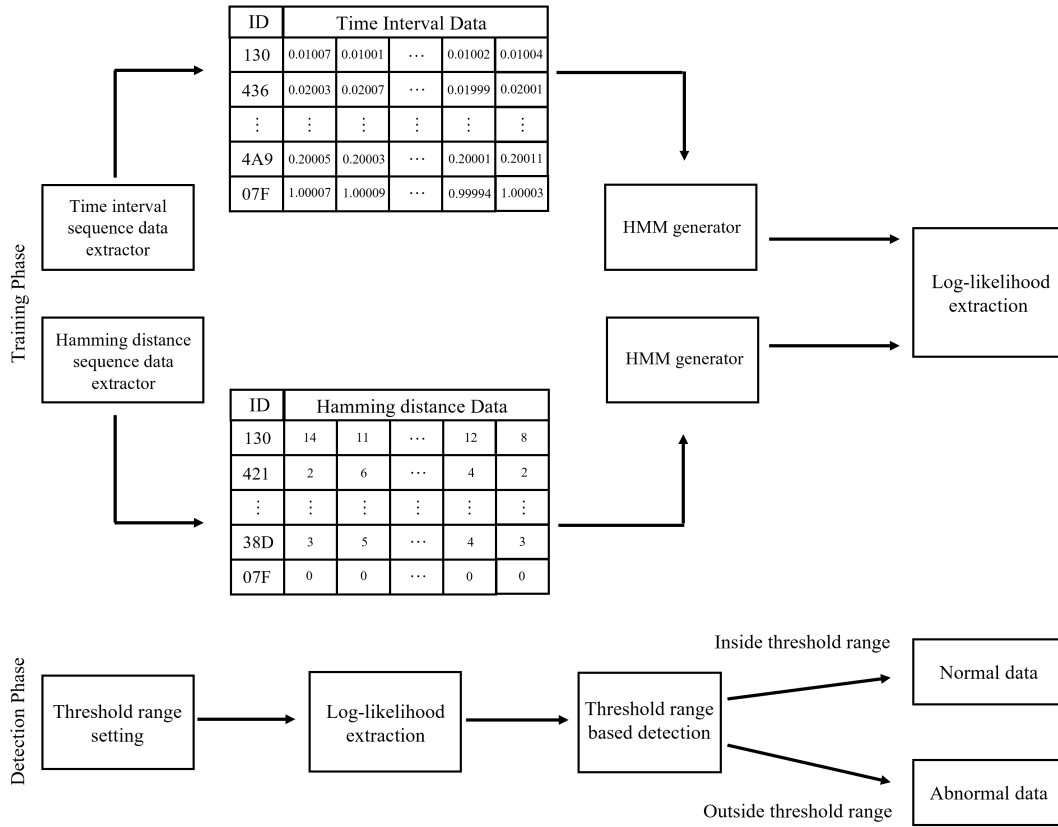 Training Phase
Time interval
sequence data
extractor
Hamming distance
sequence data
extractor
ID Time Interval Data
130 0.01007 0.01001 ⋯ 0.01002 0.01004
436 0.02003 0.02007 ⋯ 0.01999 0.02001
⋮ ⋮ ⋮ ⋮ ⋮ ⋮
4A9 0.20005 0.20003 ⋯ 0.20001 0.20011
07F 1.00007 1.00009 ⋯ 0.99994 1.00003
ID Hamming distance Data
130 14 11 ⋯ 12 8
421 2 6 ⋯ 4 2
⋮ ⋮ ⋮ ⋮ ⋮ ⋮
38D 3 5 ⋯ 4 3
07F 0 0 ⋯ 0 0
HMM generator
HMM generator
Log-likelihood
extraction
Detection Phase
Threshold range
setting
Log-likelihood
extraction
Threshold range
based detection
Inside threshold range
Normal data
Outside threshold range
Abnormal data